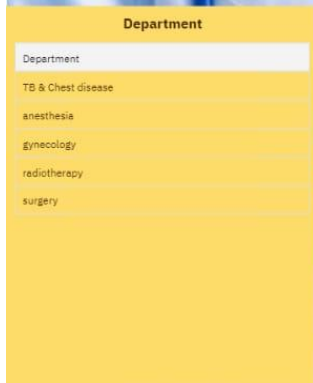 Department
Department
TB & Chest disease
anesthesia
gynecology
radiotherapy
surgery